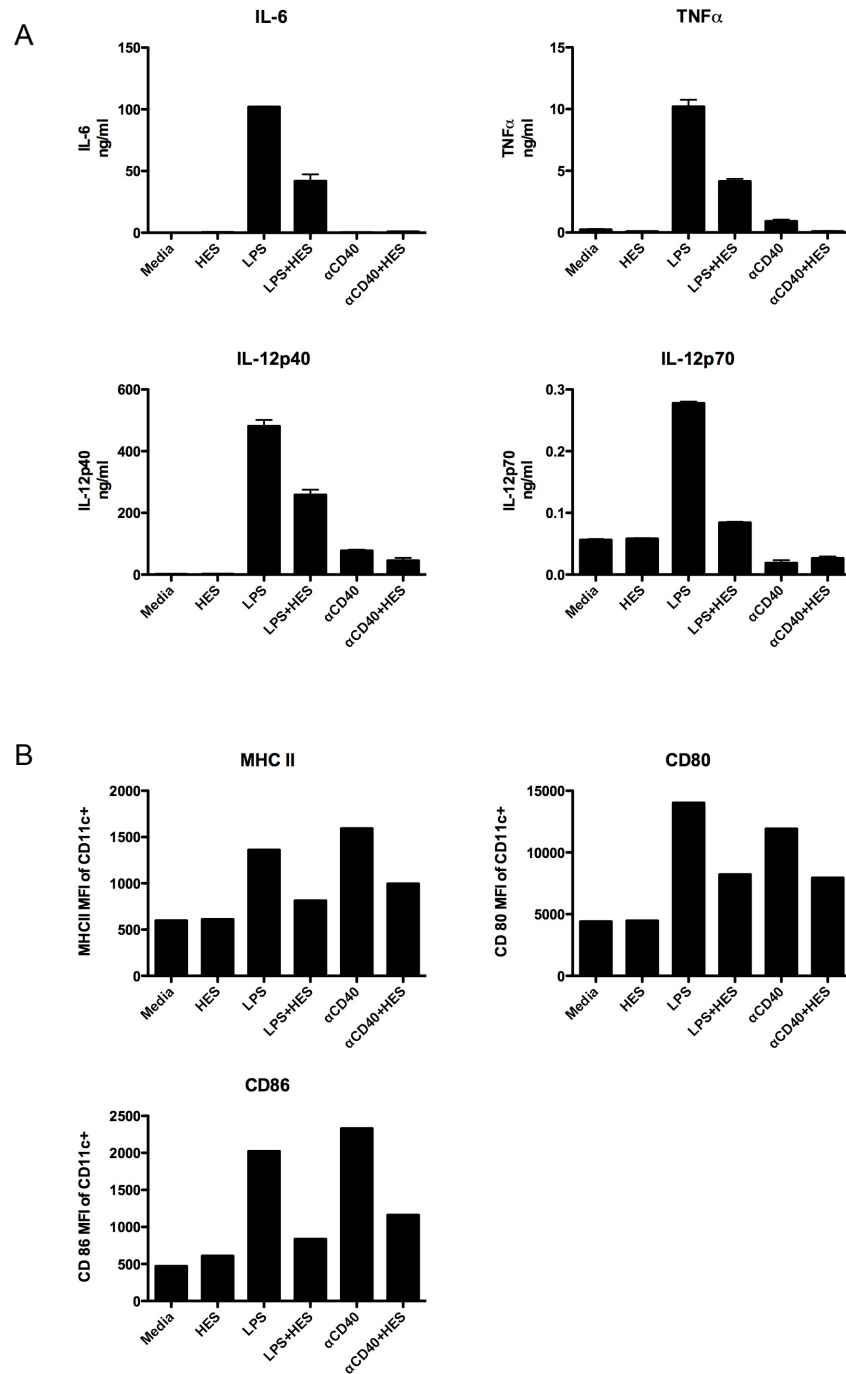 A
IL-6
IL-6
ng/ml
150
100
50
0
Media
HES
LPS
LPS+HES
αCD40
αCD40+HES
TNFα
TNFα
ng/ml
15
10
5
0
Media
HES
LPS
LPS+HES
αCD40
αCD40+HES
IL-12p40
IL-12p40
ng/ml
600
400
200
0
Media
HES
LPS
LPS+HES
αCD40
αCD40+HES
IL-12p70
IL-12p70
ng/ml
0.3
0.2
0.1
0.0
Media
HES
LPS
LPS+HES
αCD40
αCD40+HES
B
MHC II
MHCII MFI of CD11c+
2000
1500
1000
500
0
Media
HES
LPS
LPS+HES
αCD40
αCD40+HES
CD80
CD 80 MFI of CD11c+
15000
10000
5000
0
Media
HES
LPS
LPS+HES
αCD40
αCD40+HES
CD86
CD 86 MFI of CD11c+
2500
2000
1500
1000
500
0
Media
HES
LPS
LPS+HES
αCD40
αCD40+HES